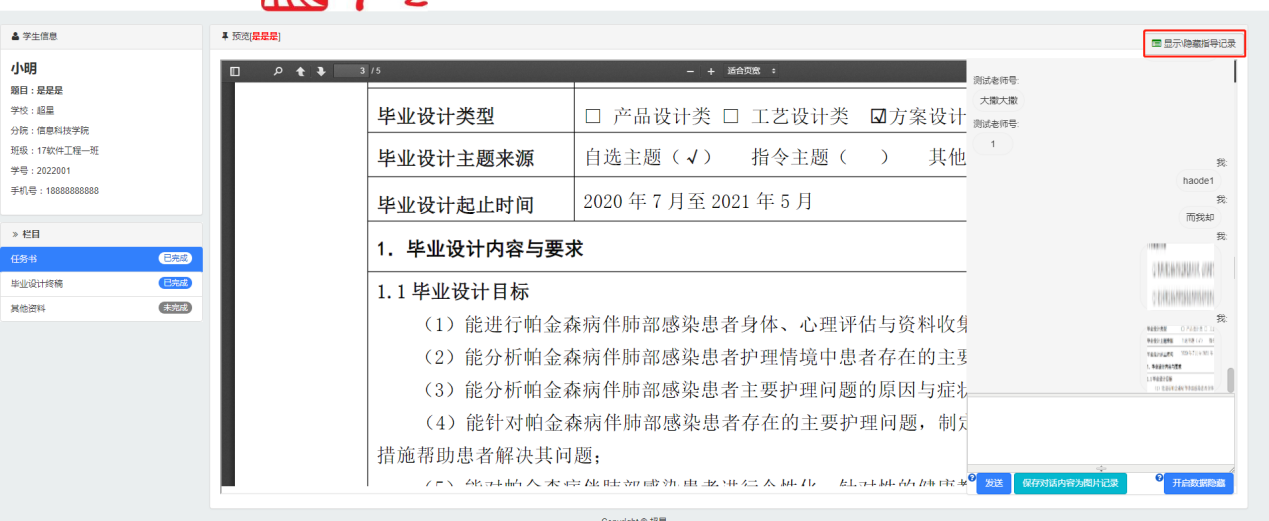 学生信息
小明
题目：是是是
学校：超星
分院：信息科技学院
班级：17软件工程一班
学号：2022001
手机号：18888888888
» 栏目
任务书 已完成
毕业设计终稿 已完成
其他资料 未完成
预览[是是是]
显示\隐藏指导记录
3 /5
适合页宽
毕业设计类型 □ 产品设计类 □ 工艺设计类 ☑方案设计
毕业设计主题来源 自选主题（√） 指令主题（ ） 其他
毕业设计起止时间 2020 年 7 月至 2021 年 5 月
1. 毕业设计内容与要求
1.1 毕业设计目标
（1）能进行帕金森病伴肺部感染患者身体、心理评估与资料收集
（2）能分析帕金森病伴肺部感染患者护理情境中患者存在的主要
（3）能分析帕金森病伴肺部感染患者主要护理问题的原因与症状
（4）能针对帕金森病伴肺部感染患者存在的主要护理问题，制定
措施帮助患者解决其问题；
测试老师号:
大撒大撒
测试老师号:
1
我:
haode1
我:
而我却
我:
我:
发送 保存对话内容为图片记录 开启数据隐藏
Copyright © 超星